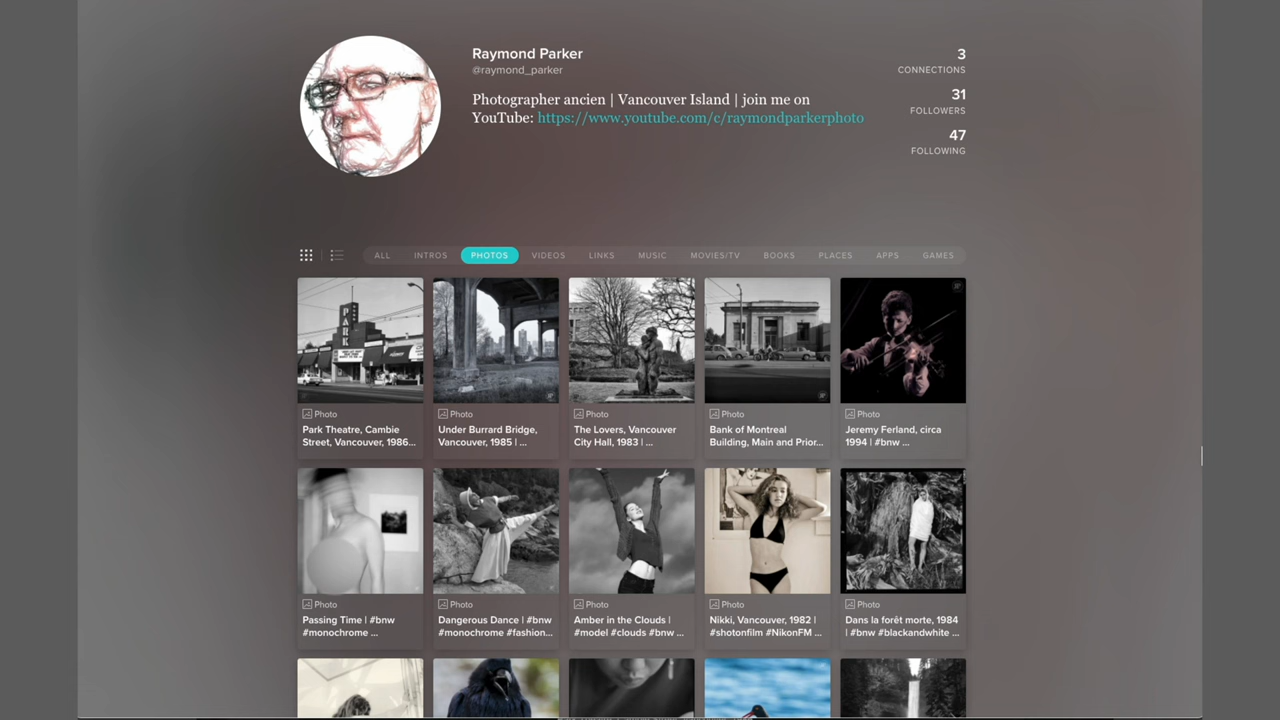 Raymond Parker
@raymond_parker
Photographer ancien | Vancouver Island | join me on
YouTube: https://www.youtube.com/c/raymondparkerphoto
3
CONNECTIONS
31
FOLLOWERS
47
FOLLOWING
ALL INTROS PHOTOS VIDEOS LINKS MUSIC MOVIES/TV BOOKS PLACES APPS GAMES
PARK
Photo
Park Theatre, Cambie
Street, Vancouver, 1986...
Photo
Under Burrard Bridge,
Vancouver, 1985 | ...
Photo
The Lovers, Vancouver
City Hall, 1983 | ...
Photo
Bank of Montreal
Building, Main and Prior...
Photo
Jeremy Ferland, circa
1994 | #bnw ...
Photo
Passing Time | #bnw
#monochrome ...
Photo
Dangerous Dance | #bnw
#monochrome #fashion...
Photo
Amber in the Clouds |
#model #clouds #bnw ...
Photo
Nikki, Vancouver, 1982 |
#shotonfilm #NikonFM ...
Photo
Dans la forêt morte, 1984
| #bnw #blackandwhite ...